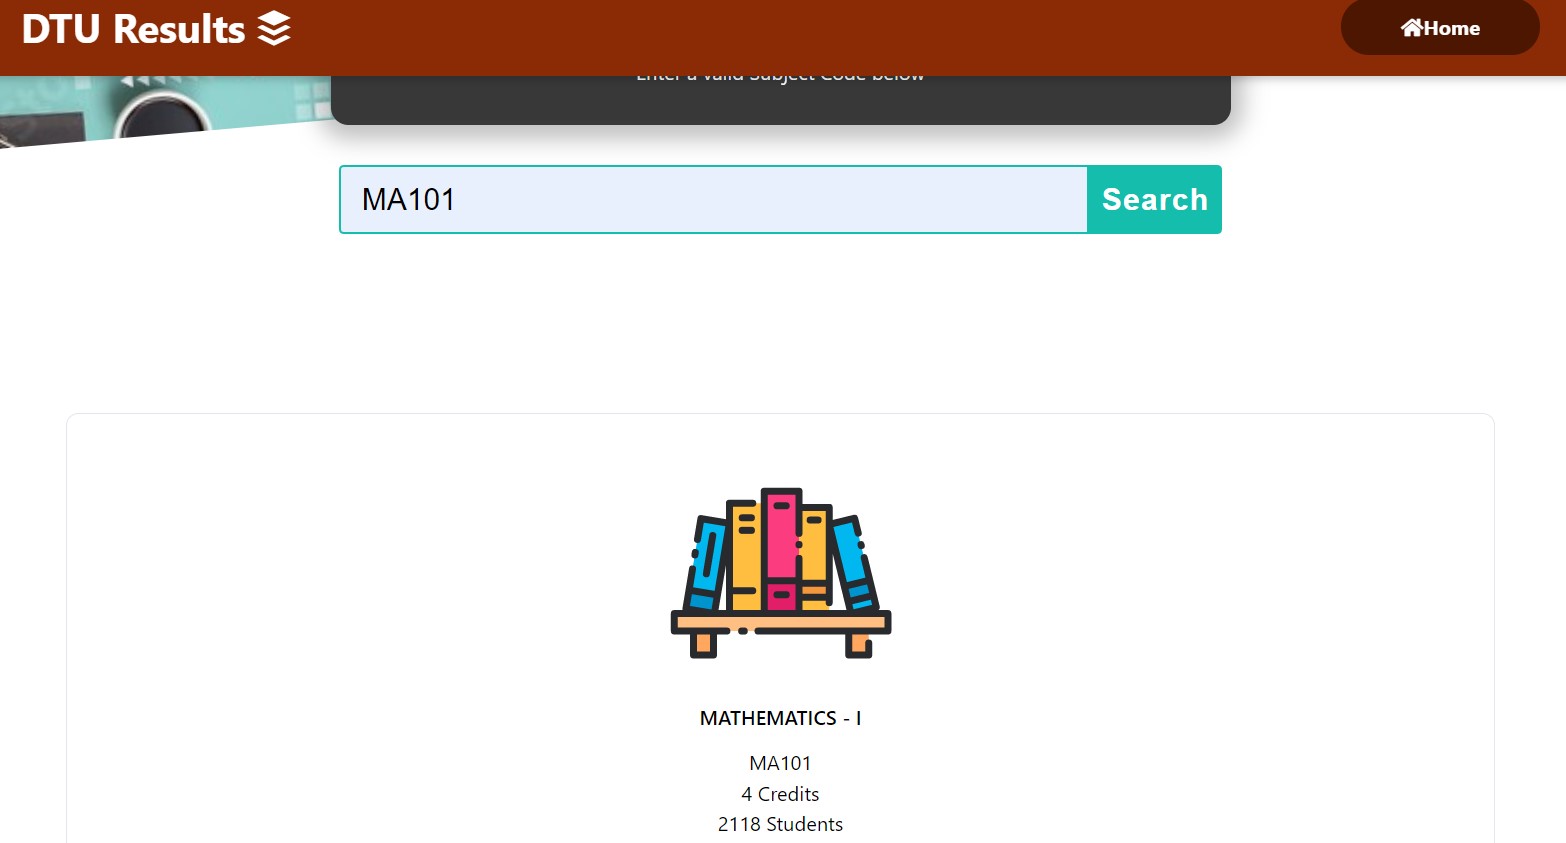 DTU Results
Home
Enter a valid Subject Code below
MA101
Search
MATHEMATICS - I
MA101
4 Credits
2118 Students